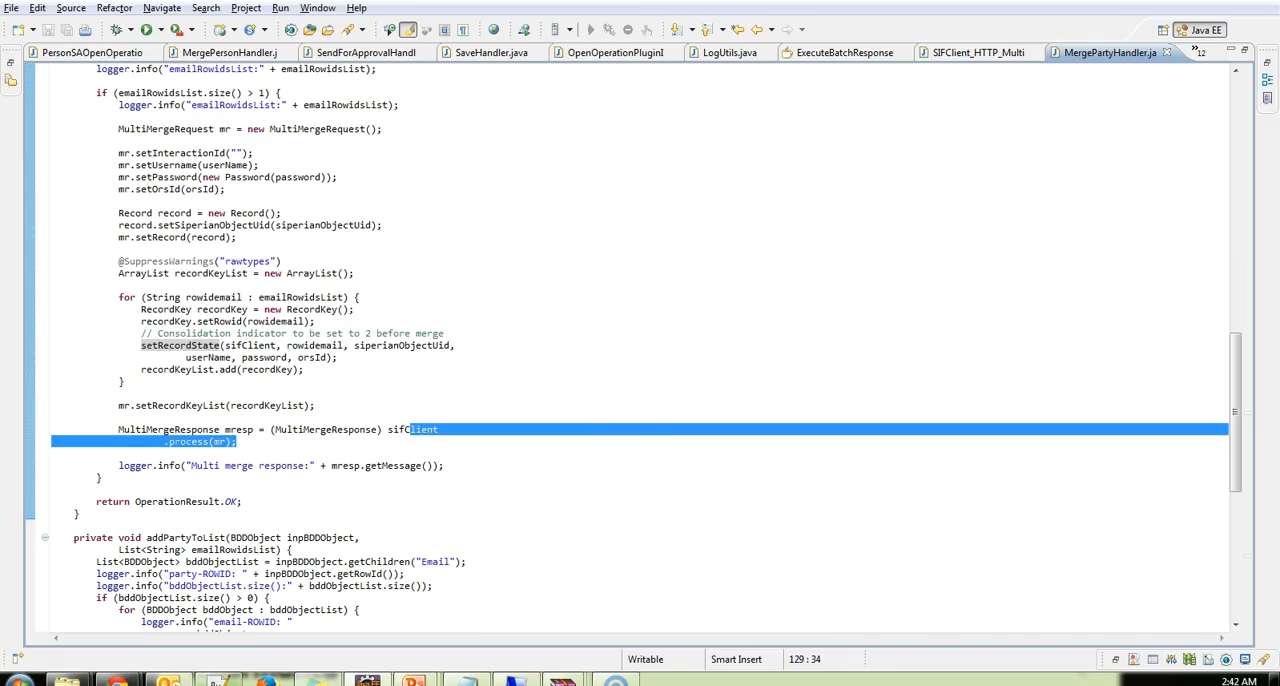 File Edit Source Refactor Navigate Search Project Run Window Help
Java EE
PersonSAOpenOperatio MergePersonHandler.j SendForApprovalHandl SaveHandler.java OpenOperationPluginI LogUtils.java ExecuteBatchResponse SIFClient_HTTP_Multi MergePartyHandler.ja 12
logger.info("emailRowidsList:" + emailRowidsList);
if (emailRowidsList.size() > 1) {
logger.info("emailRowidsList:" + emailRowidsList);
MultiMergeRequest mr = new MultiMergeRequest();
mr.setInteractionId("");
mr.setUsername(userName);
mr.setPassword(new Password(password));
mr.setOrsId(orsId);
Record record = new Record();
record.setSiperianObjectUid(siperianObjectUid);
mr.setRecord(record);
@SuppressWarnings("rawtypes")
ArrayList recordKeyList = new ArrayList();
for (String rowidemail : emailRowidsList) {
RecordKey recordKey = new RecordKey();
recordKey.setRowid(rowidemail);
// Consolidation indicator to be set to 2 before merge
setRecordState(sifClient, rowidemail, siperianObjectUid,
userName, password, orsId);
recordKeyList.add(recordKey);
}
mr.setRecordKeyList(recordKeyList);
MultiMergeResponse mresp = (MultiMergeResponse) sifClient
.process(mr);
logger.info("Multi merge response:" + mresp.getMessage());
}
return OperationResult.OK;
}
private void addPartyToList(BDDObject inpBDDObject,
List<String> emailRowidsList) {
List<BDDObject> bddObjectList = inpBDDObject.getChildren("Email");
logger.info("party-ROWID: " + inpBDDObject.getRowId());
logger.info("bddObjectList.size():" + bddObjectList.size());
if (bddObjectList.size() > 0) {
for (BDDObject bddObject : bddObjectList) {
logger.info("email-ROWID: "
Writable Smart Insert 129 : 34
2:42 AM